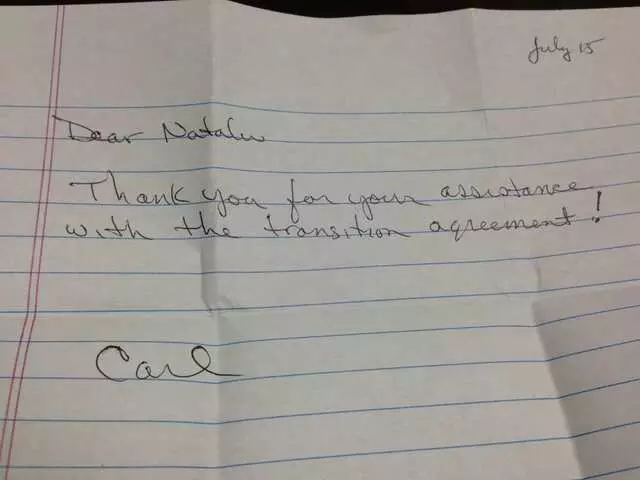 July 15
Dear Natalie
Thank you for your assistance
with the transition agreement!
Carl